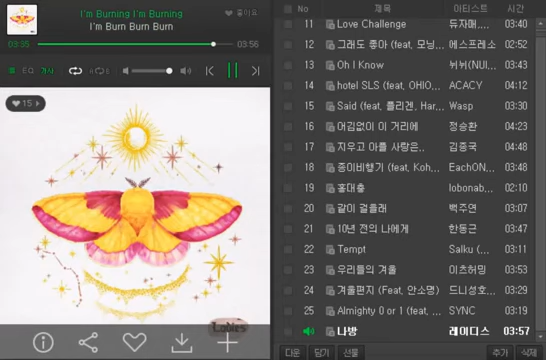 I'm Burning I'm Burning
I'm Burn Burn Burn
좋아요
03:35
03:56
EQ 가사
A B
15
No 제목 아티스트 시간
11 Love Challenge 듀자매.... 03:40
12 그래도 좋아 (feat, 모닝... 에스프레소 02:52
13 Oh I Know 뉘뉘(NUI... 03:43
14 hotel SLS (feat, OHIO... ACACY 04:12
15 Said (feat, 플리겐, Har... Wasp 03:30
16 어김없이 이 거리에 정승환 04:23
17 지우고 아플 사랑은.. 김종국 04:48
18 종이비행기 (feat, Koh... EachON... 03:48
19 홍대출 lobonab... 02:10
20 같이 걸을래 백주연 03:07
21 10년 전의 나에게 한동근 03:47
22 Tempt Salku (... 03:11
23 우리들의 겨울 이츠허밍 03:53
24 겨울편지 (Feat, 안소명) 드니성호... 03:29
25 Almighty 0 or 1 (feat, ... SYNC 03:19
나방 레이디스 03:57
LaDies
다운 담기 선물 추가 삭제